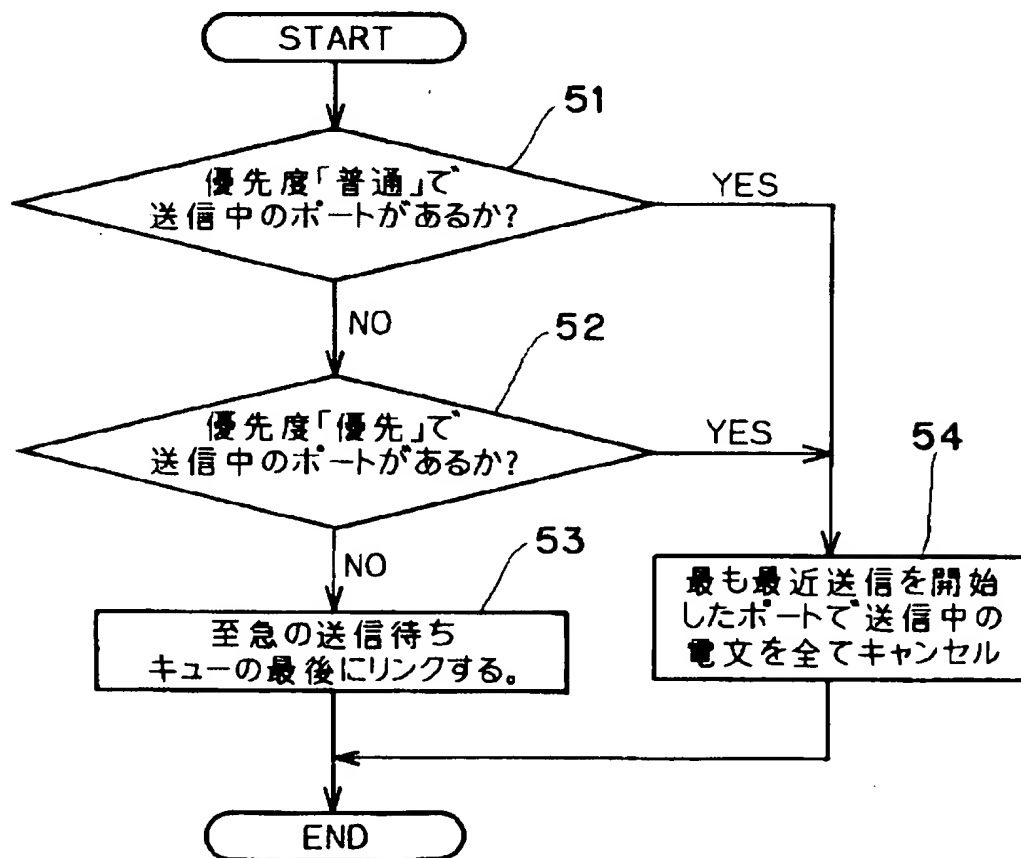 START
51
優先度「普通」で
送信中のポートがあるか?
YES
NO
52
優先度「優先」で
送信中のポートがあるか?
YES
54
NO
53
至急の送信待ち
キューの最後にリンクする。
最も最近送信を開始
したポートで送信中の
電文を全てキャンセル
END